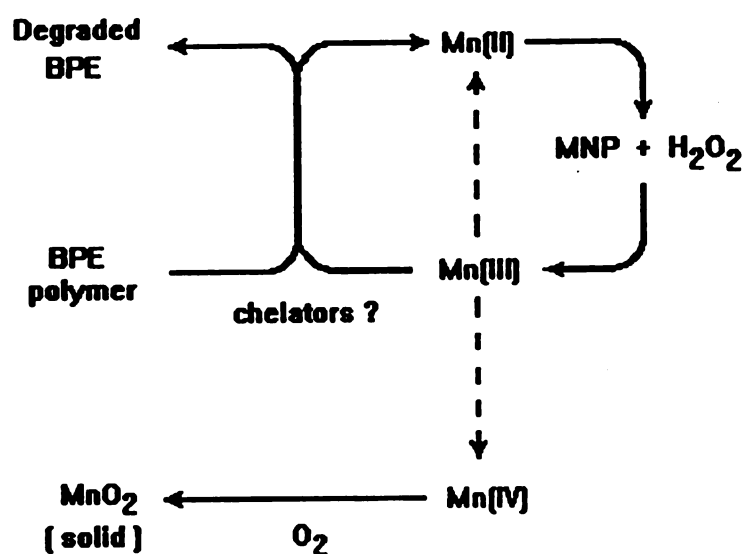 Degraded
BPE
Mn(II)
MNP + H₂O₂
BPE
polymer
Mn(III)
chelators ?
MnO₂
( solid )
O₂
Mn(IV)